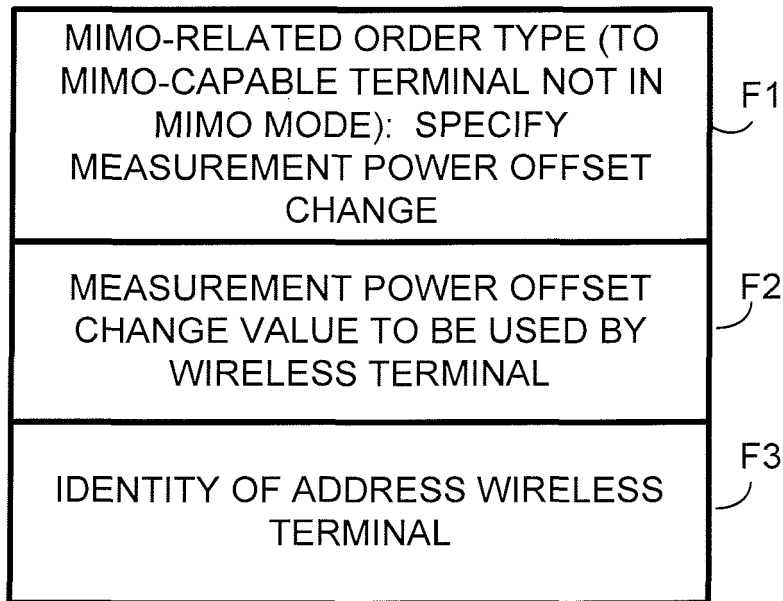 MIMO-RELATED ORDER TYPE (TO
MIMO-CAPABLE TERMINAL NOT IN
MIMO MODE): SPECIFY
MEASUREMENT POWER OFFSET
CHANGE
F1
MEASUREMENT POWER OFFSET
CHANGE VALUE TO BE USED BY
WIRELESS TERMINAL
F2
IDENTITY OF ADDRESS WIRELESS
TERMINAL
F3